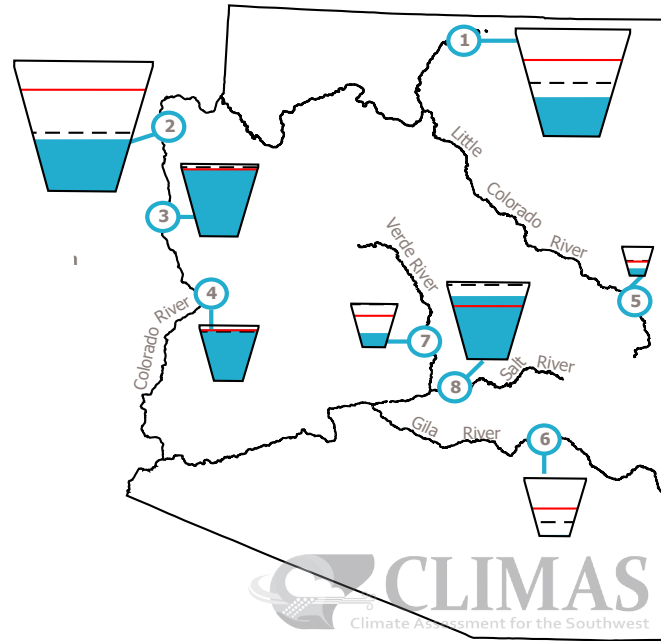 1
2
Little
Colorado
River
3
Verde River
ı
4
5
Colorado River
7
8
Salt River
Gila River
6
CLIMAS
Climate Assessment for the Southwest